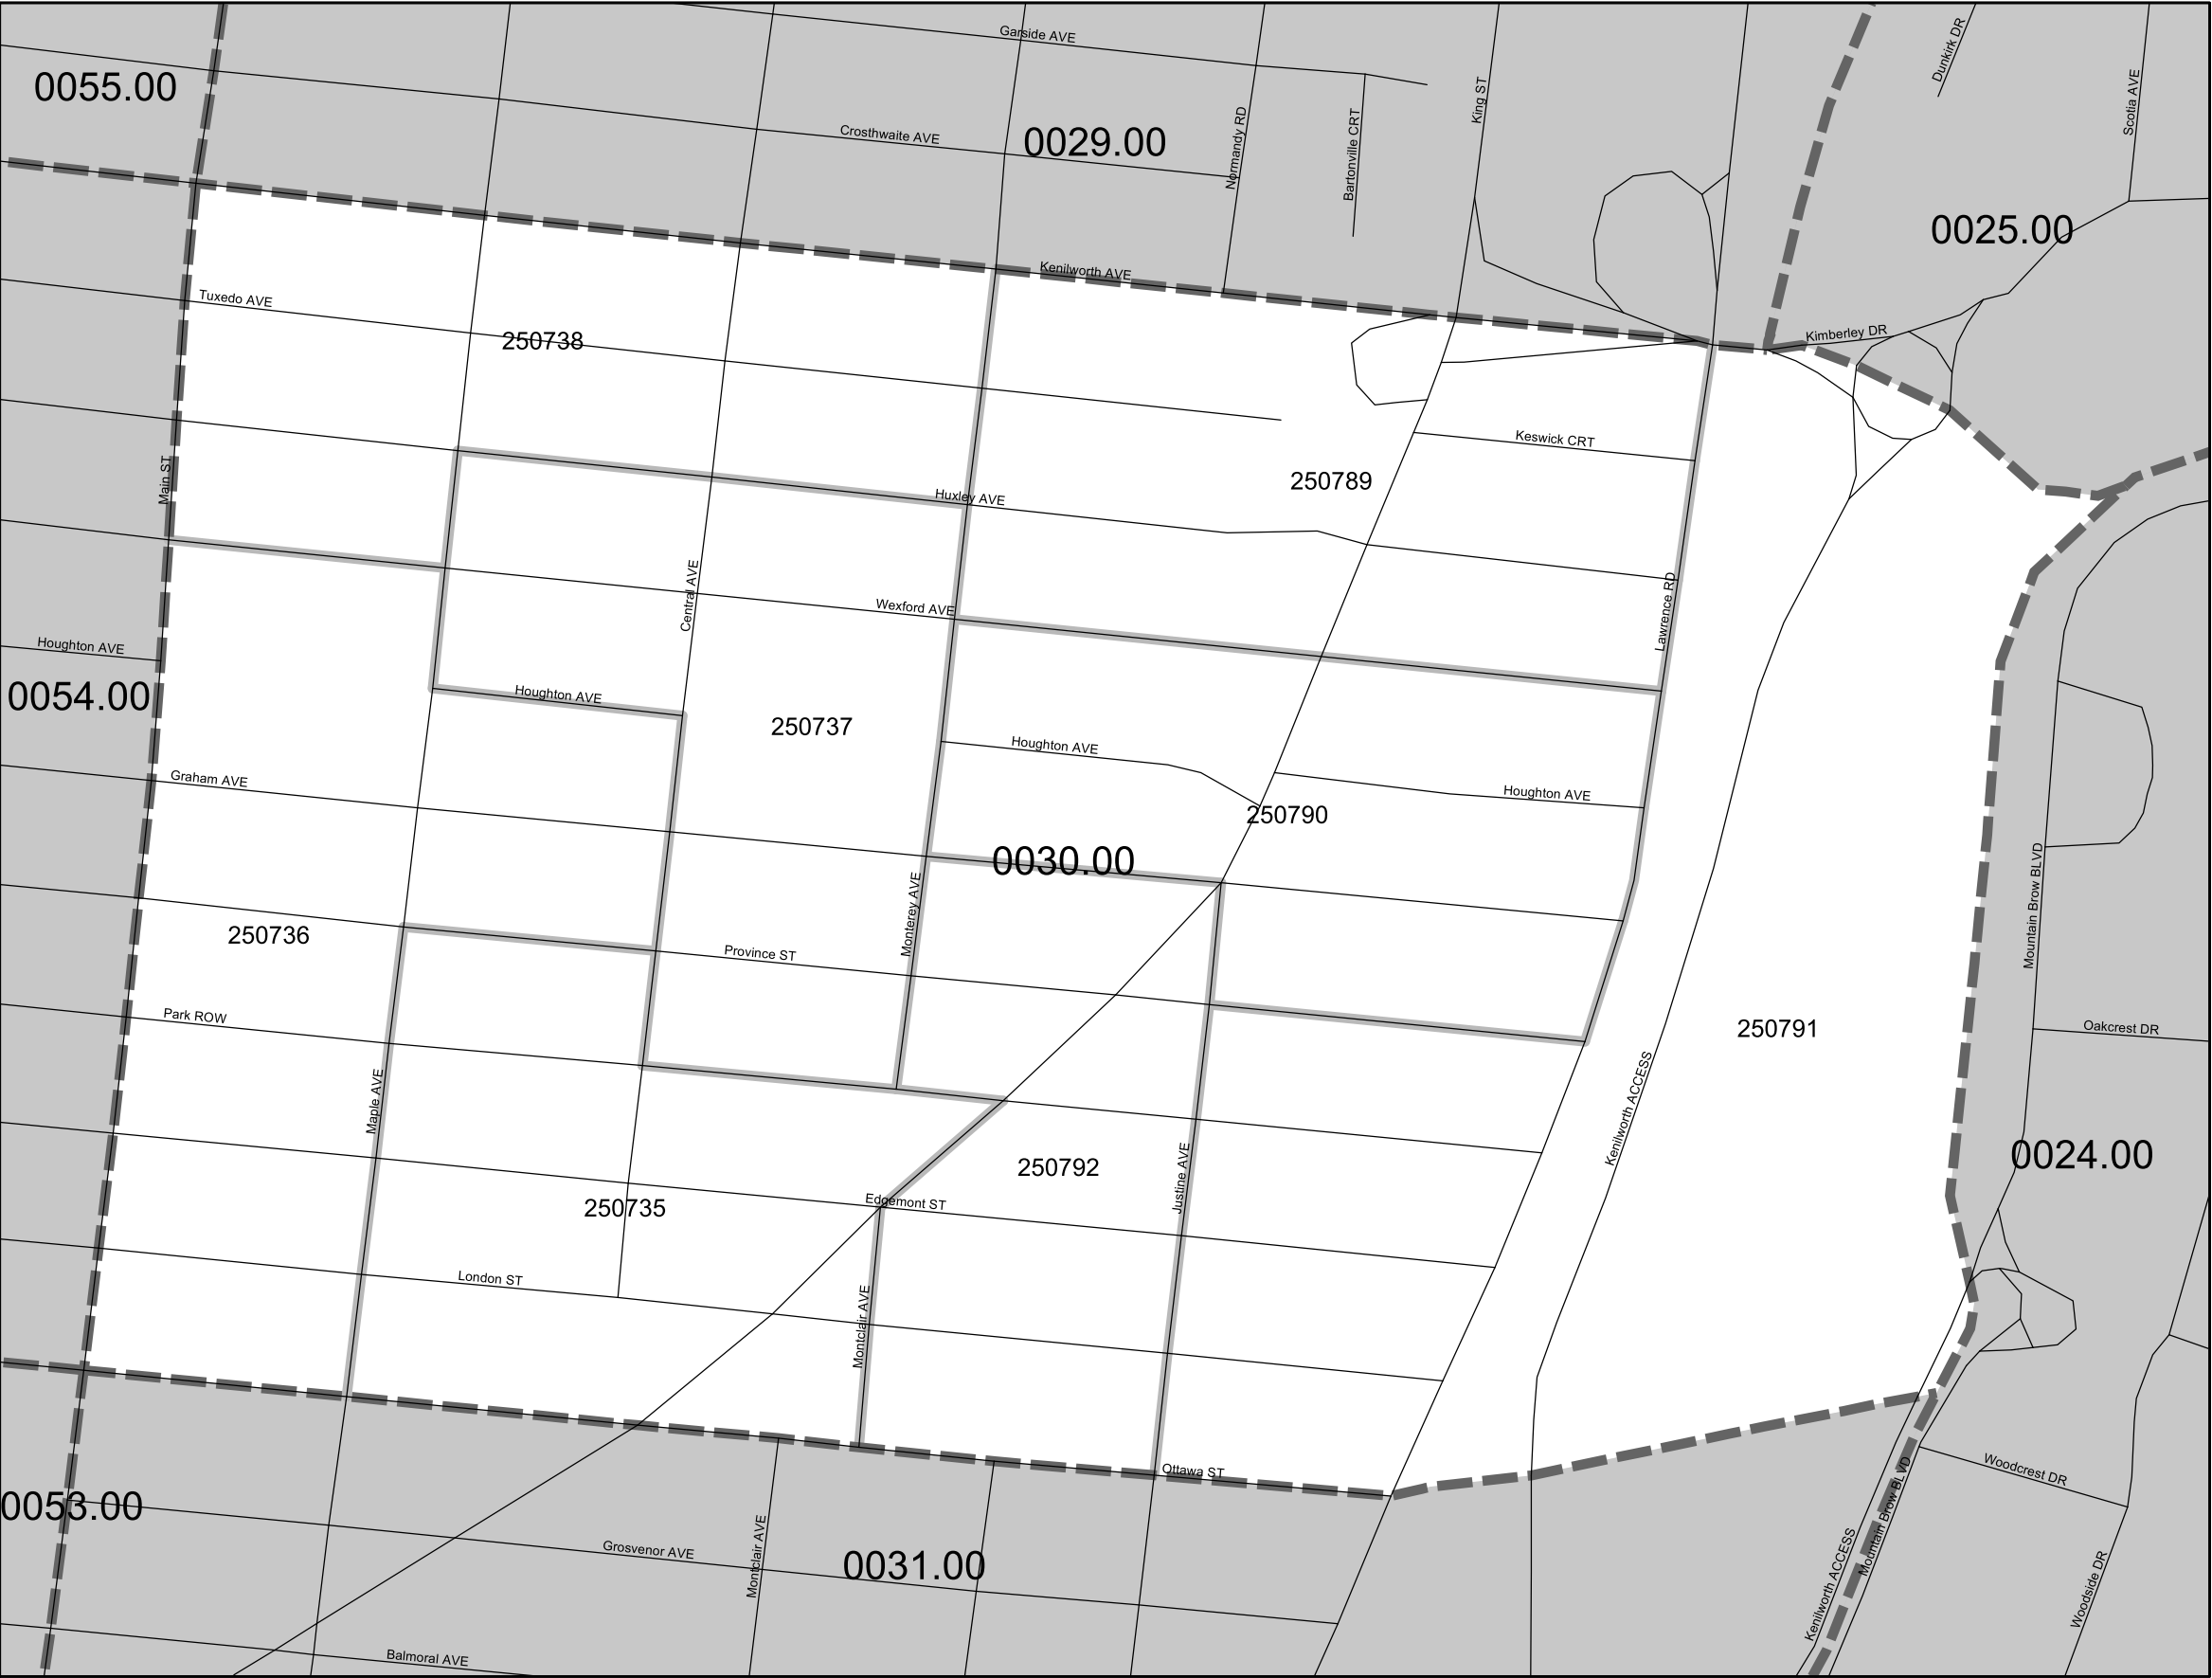 Garside AVE
Dunkirk DR
Scotia AVE
0055.00
King ST
Crosthwaite AVE
0029.00
Normandy RD
Bartonville CRT
0025.00
Kenilworth AVE
Tuxedo AVE
Kimberley DR
250738
Keswick CRT
Main ST
250789
Huxley AVE
Central AVE
Wexford AVE
Lawrence RD
Houghton AVE
0054.00
Houghton AVE
250737
Houghton AVE
Houghton AVE
Graham AVE
250790
0030.00
Monterey AVE
Mountain Brow BLVD
250736
Province ST
Park ROW
250791
Oakcrest DR
Maple AVE
Kenilworth ACCESS
250792
Justine AVE
0024.00
250735
Edgemont ST
London ST
Montclair AVE
Ottawa ST
Woodcrest DR
0053.00
Mountain Brow BLVD
Grosvenor AVE
Montclair AVE
0031.00
Kenilworth ACCESS
Woodside DR
Balmoral AVE